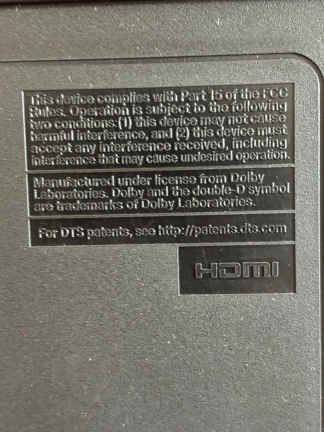 This device complies with Part 15 of the FCC
Rules. Operation is subject to the following
two conditions: (1) this device may not cause
harmful interference, and (2) this device must
accept any interference received, including
interference that may cause undesired operation.
Manufactured under license from Dolby
Laboratories. Dolby and the double-D symbol
are trademarks of Dolby Laboratories.
For DTS patents, see http://patents.dts.com
HDMI